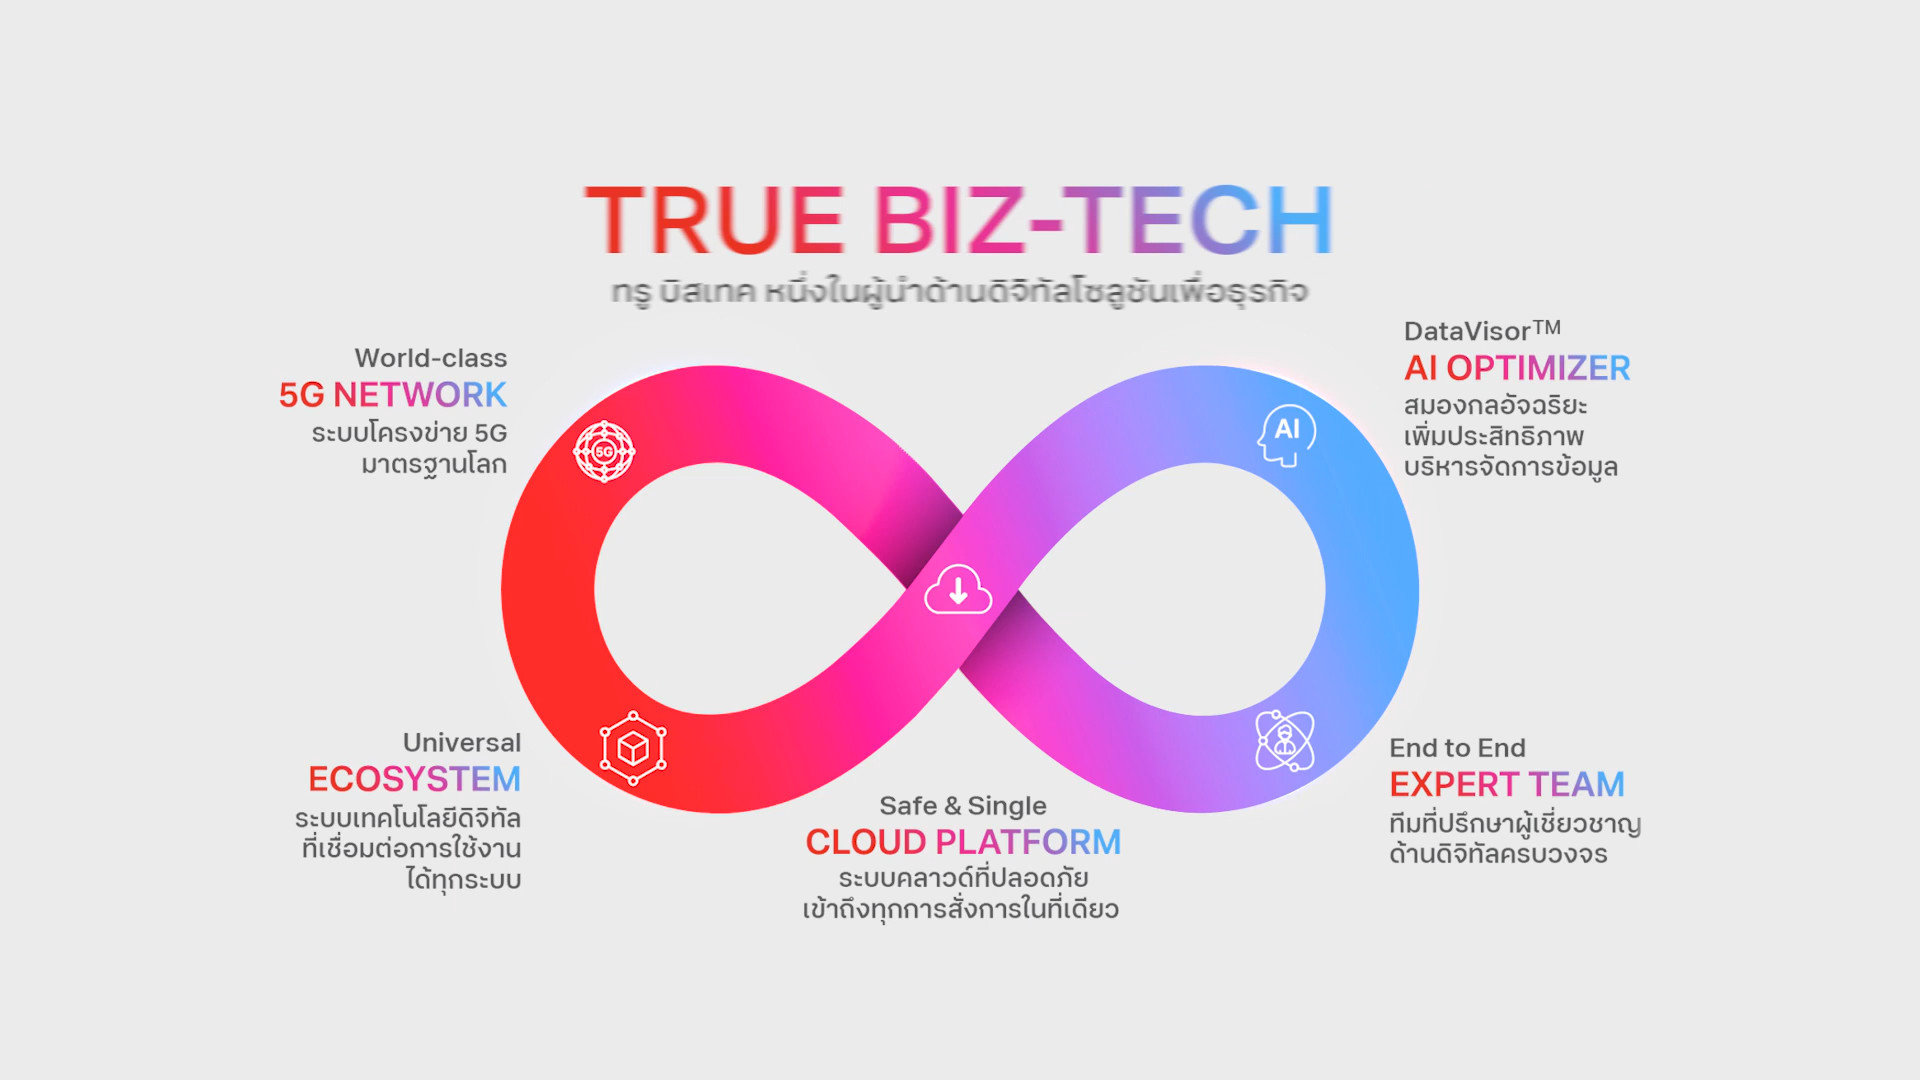 TRUE BIZ-TECH
ทรู บิสเทค หนึ่งในผู้นำด้านดิจิทัลโซลูชันเพื่อธุรกิจ
World-class
5G NETWORK
ระบบโครงข่าย 5G
มาตรฐานโลก
5G
DataVisor™
AI OPTIMIZER
สมองกลอัจฉริยะ
เพิ่มประสิทธิภาพ
บริหารจัดการข้อมูล
AI
Universal
ECOSYSTEM
ระบบเทคโนโลยีดิจิทัล
ที่เชื่อมต่อการใช้งาน
ได้ทุกระบบ
Safe & Single
CLOUD PLATFORM
ระบบคลาวด์ที่ปลอดภัย
เข้าถึงทุกการสั่งการในที่เดียว
End to End
EXPERT TEAM
ทีมที่ปรึกษาผู้เชี่ยวชาญ
ด้านดิจิทัลครบวงจร